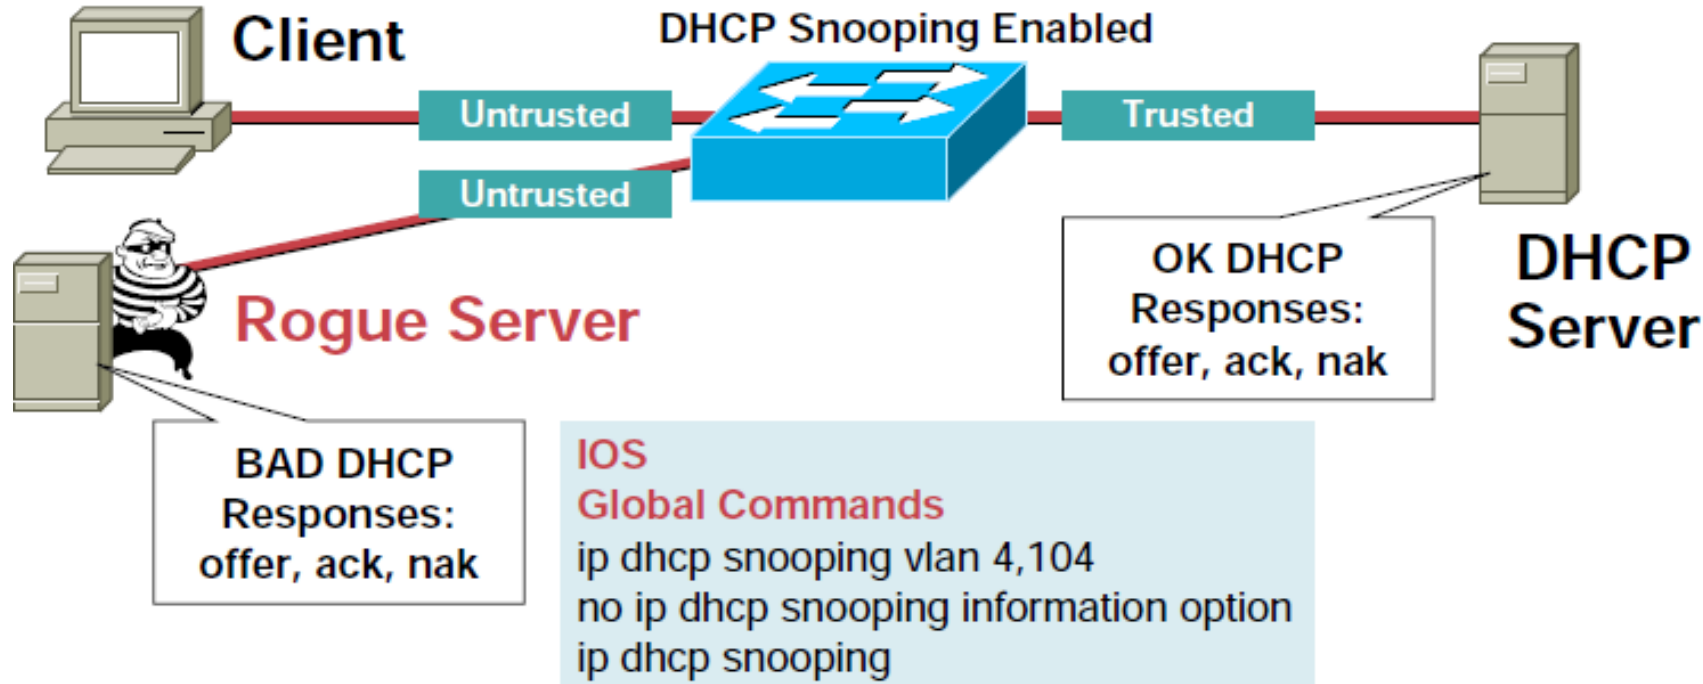 Client
DHCP Snooping Enabled
Untrusted
Trusted
Untrusted
Rogue Server
OK DHCP
Responses:
offer, ack, nak
DHCP
Server
BAD DHCP
Responses:
offer, ack, nak
IOS
Global Commands
ip dhcp snooping vlan 4,104
no ip dhcp snooping information option
ip dhcp snooping